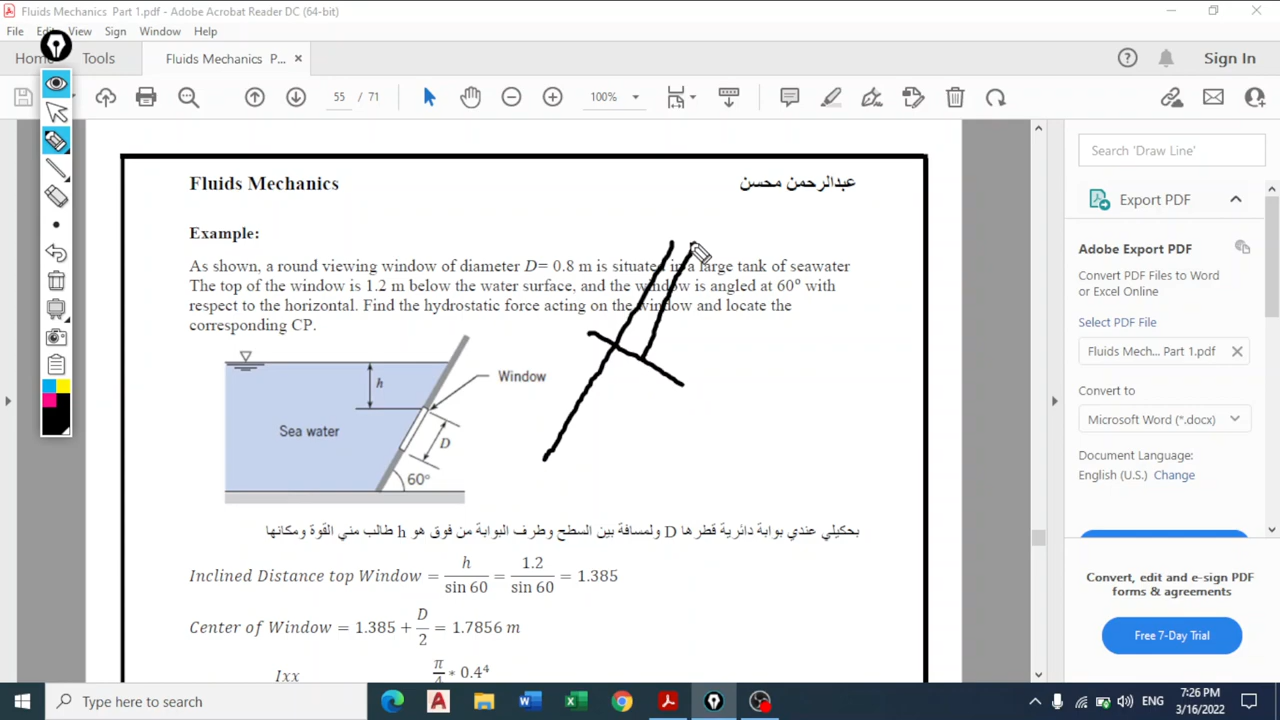 Fluids Mechanics Part 1.pdf - Adobe Acrobat Reader DC (64-bit)
File Edit View Sign Window Help
Home Tools Fluids Mechanics P... × Sign In
55 / 71 100%
Search 'Draw Line'
Fluids Mechanics عبدالرحمن محسن
Export PDF
Example:
Adobe Export PDF
As shown, a round viewing window of diameter D= 0.8 m is situated in a large tank of seawater
The top of the window is 1.2 m below the water surface, and the window is angled at 60° with
respect to the horizontal. Find the hydrostatic force acting on the window and locate the
corresponding CP.
Convert PDF Files to Word
or Excel Online
Select PDF File
Fluids Mech... Part 1.pdf
Convert to
Microsoft Word (*.docx)
Document Language:
English (U.S.) Change
h
Window
Sea water
D
60°
بحكيلي عندي بوابة دائرية قطرها D ولمسافة بين السطح وطرف البوابة من فوق هو h طالب مني القوة ومكانها
Inclined Distance top Window = h / sin 60 = 1.2 / sin 60 = 1.385
Center of Window = 1.385 + D / 2 = 1.7856 m
Ixx π / 4 * 0.4⁴
Convert, edit and e-sign PDF
forms & agreements
Free 7-Day Trial
Type here to search
ENG
7:26 PM
3/16/2022